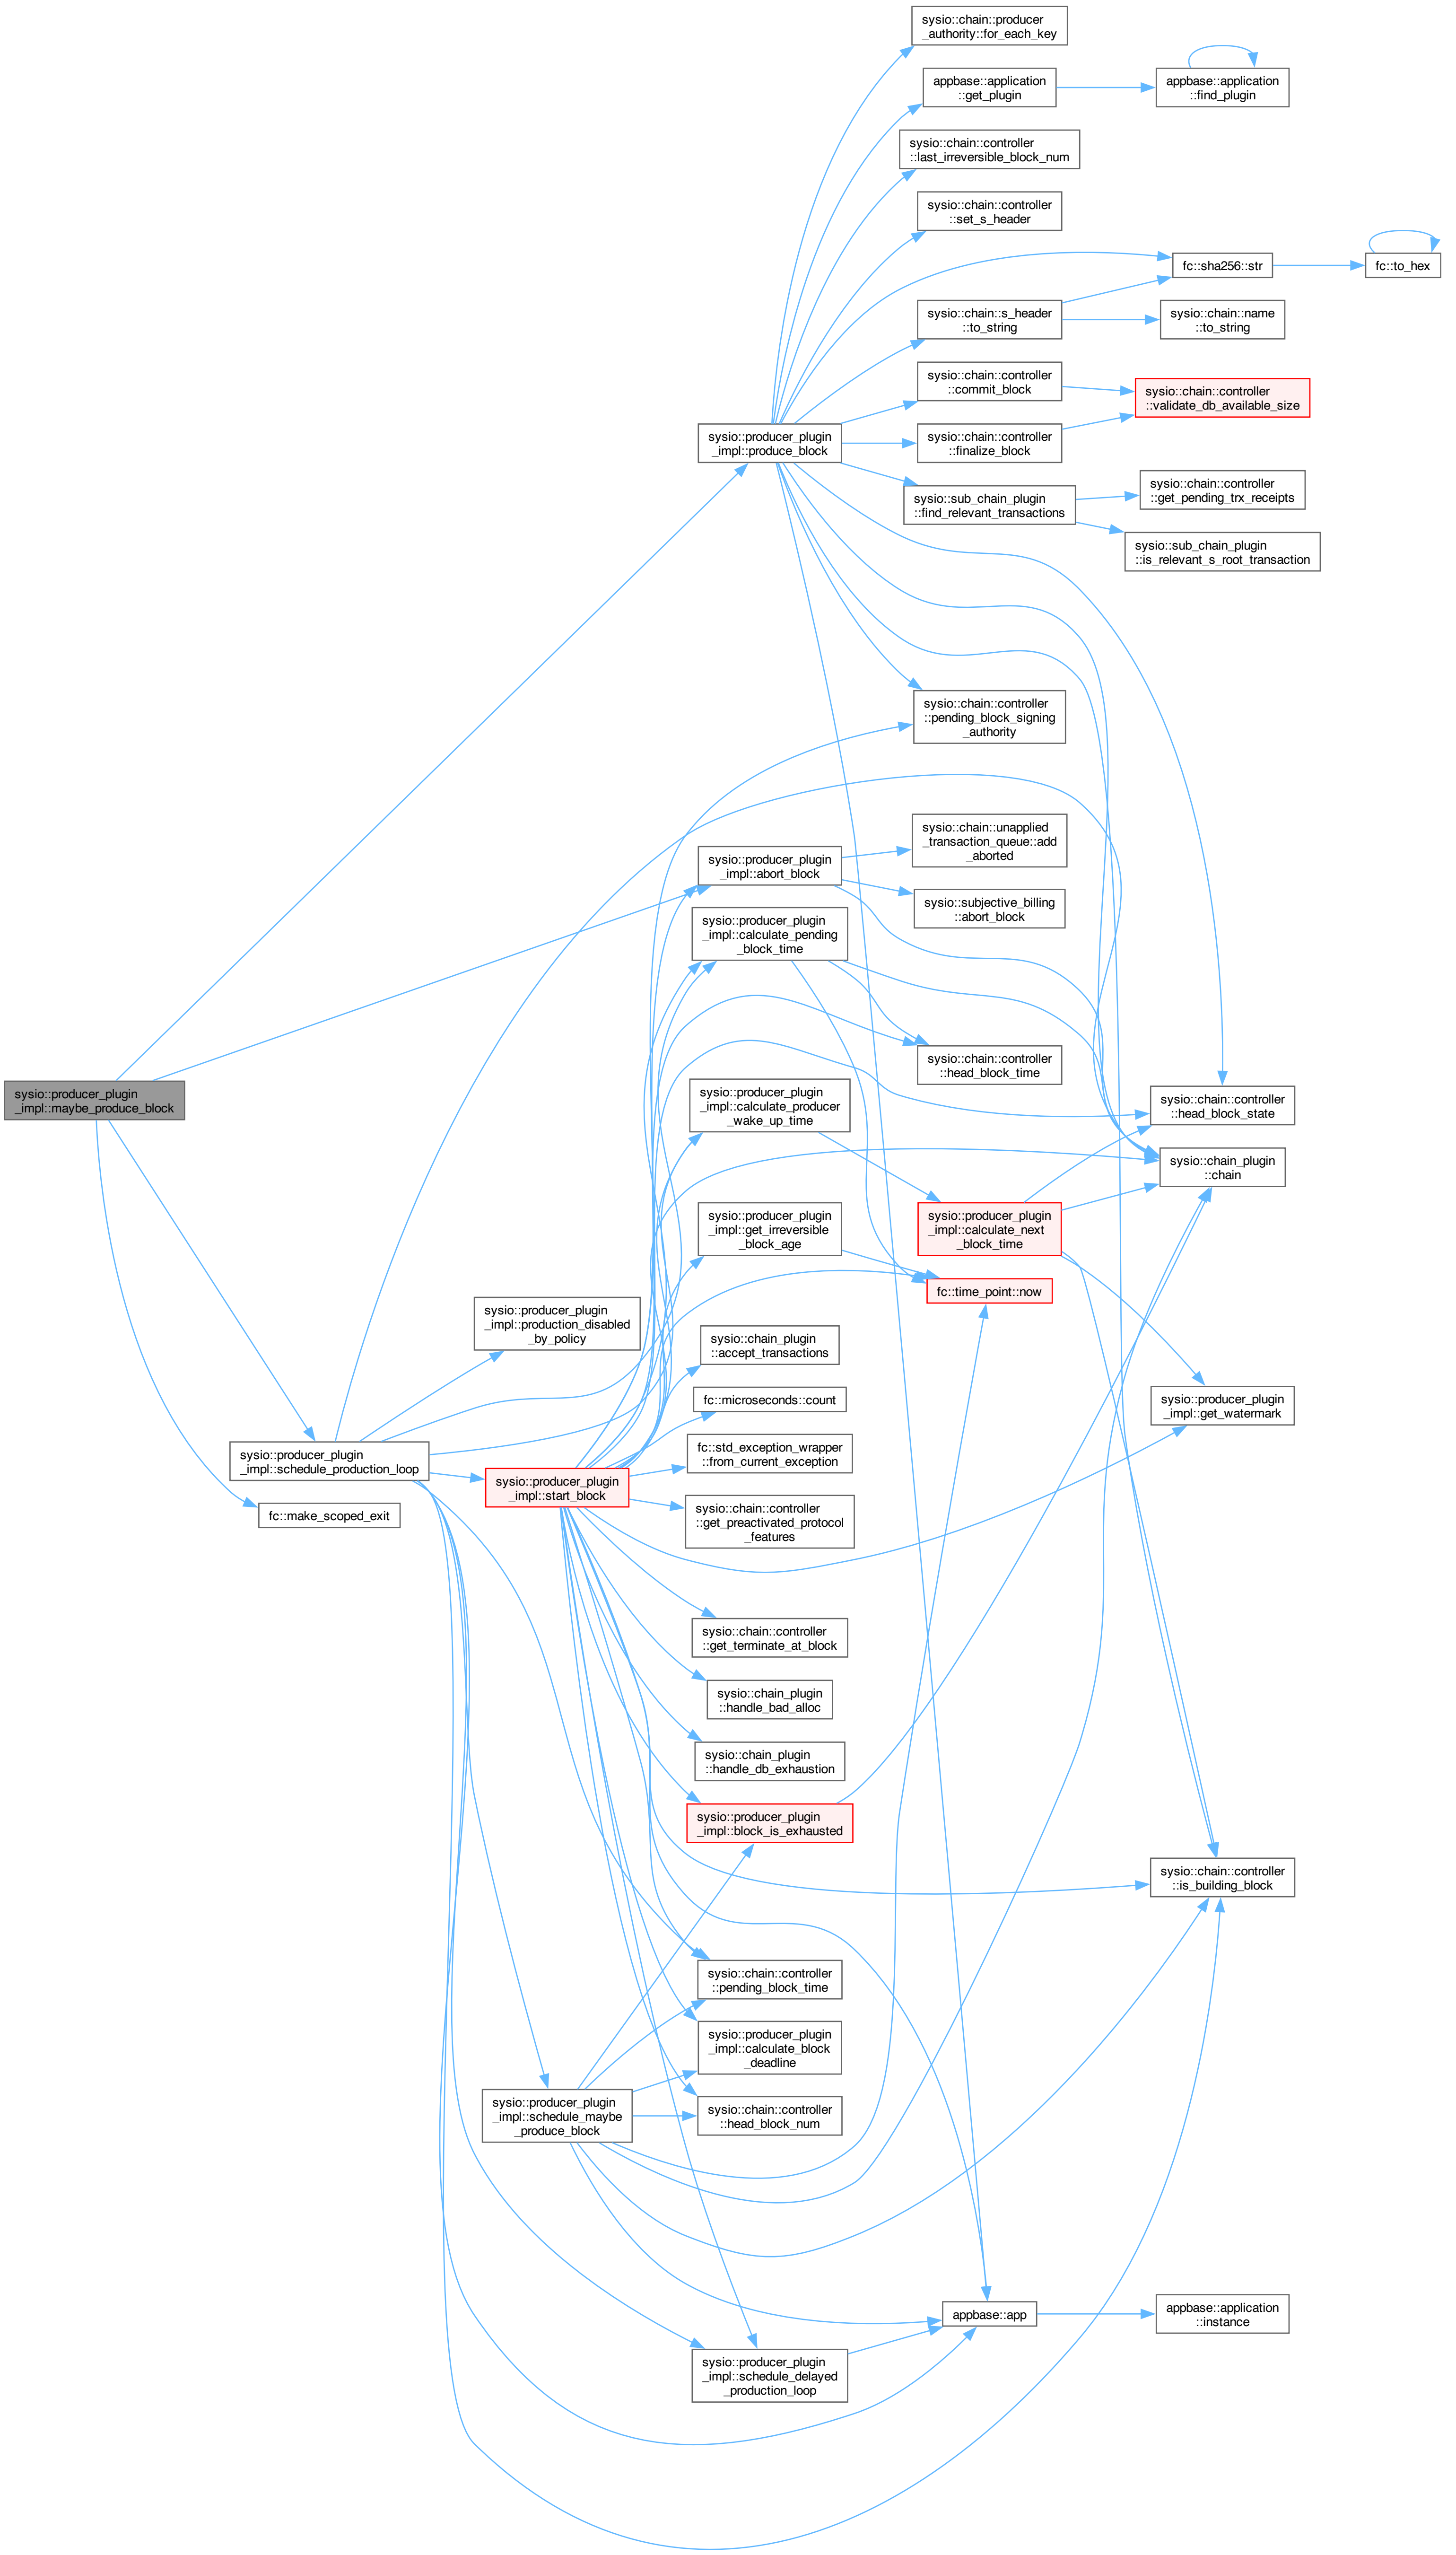 sysio::chain::producer
_authority::for_each_key
appbase::application
::get_plugin
appbase::application
::find_plugin
sysio::chain::controller
::last_irreversible_block_num
sysio::chain::controller
::set_s_header
fc::sha256::str
fc::to_hex
sysio::chain::s_header
::to_string
sysio::chain::name
::to_string
sysio::chain::controller
::commit_block
sysio::chain::controller
::validate_db_available_size
sysio::producer_plugin
_impl::produce_block
sysio::chain::controller
::finalize_block
sysio::sub_chain_plugin
::find_relevant_transactions
sysio::chain::controller
::get_pending_trx_receipts
sysio::sub_chain_plugin
::is_relevant_s_root_transaction
sysio::chain::controller
::pending_block_signing
_authority
sysio::chain::unapplied
_transaction_queue::add
_aborted
sysio::producer_plugin
_impl::abort_block
sysio::subjective_billing
::abort_block
sysio::producer_plugin
_impl::calculate_pending
_block_time
sysio::chain::controller
::head_block_time
sysio::producer_plugin
_impl::maybe_produce_block
sysio::producer_plugin
_impl::calculate_producer
_wake_up_time
sysio::chain::controller
::head_block_state
sysio::chain_plugin
::chain
sysio::producer_plugin
_impl::get_irreversible
_block_age
sysio::producer_plugin
_impl::calculate_next
_block_time
fc::time_point::now
sysio::producer_plugin
_impl::production_disabled
_by_policy
sysio::chain_plugin
::accept_transactions
fc::microseconds::count
sysio::producer_plugin
_impl::get_watermark
sysio::producer_plugin
_impl::schedule_production_loop
fc::std_exception_wrapper
::from_current_exception
sysio::producer_plugin
_impl::start_block
fc::make_scoped_exit
sysio::chain::controller
::get_preactivated_protocol
_features
sysio::chain::controller
::get_terminate_at_block
sysio::chain_plugin
::handle_bad_alloc
sysio::chain_plugin
::handle_db_exhaustion
sysio::producer_plugin
_impl::block_is_exhausted
sysio::chain::controller
::is_building_block
sysio::chain::controller
::pending_block_time
sysio::producer_plugin
_impl::calculate_block
_deadline
sysio::producer_plugin
_impl::schedule_maybe
_produce_block
sysio::chain::controller
::head_block_num
appbase::app
appbase::application
::instance
sysio::producer_plugin
_impl::schedule_delayed
_production_loop